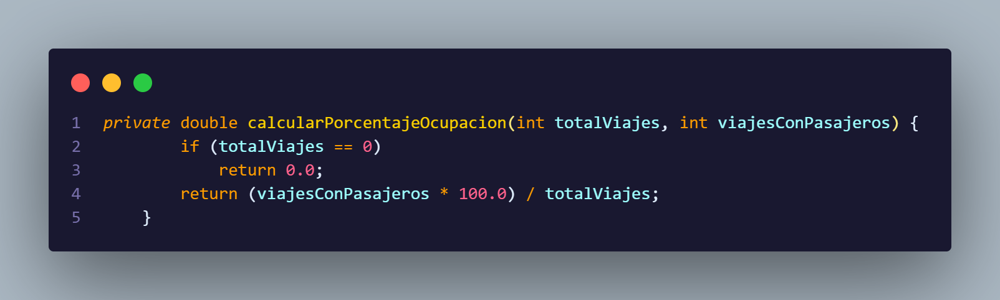 1 private double calcularPorcentajeOcupacion(int totalViajes, int viajesConPasajeros) {
2         if (totalViajes == 0)
3             return 0.0;
4         return (viajesConPasajeros * 100.0) / totalViajes;
5     }